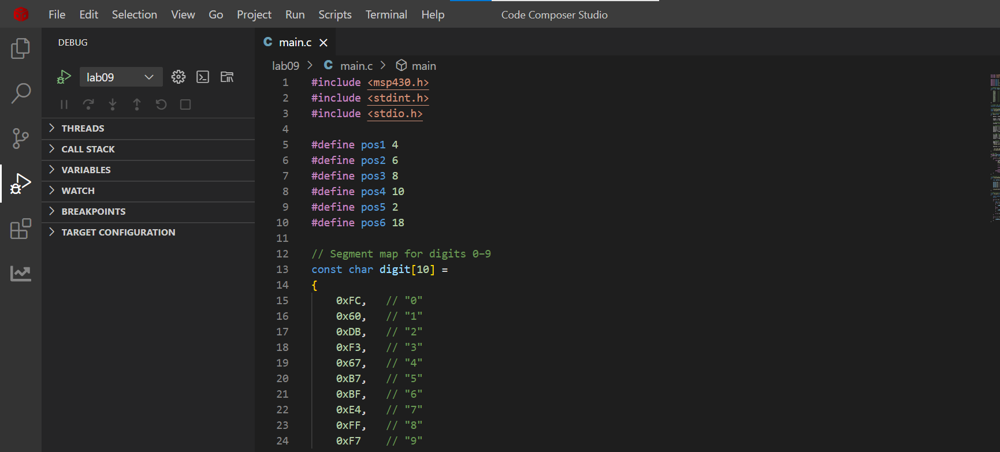 File Edit Selection View Go Project Run Scripts Terminal Help Code Composer Studio
DEBUG
lab09
THREADS
CALL STACK
VARIABLES
WATCH
BREAKPOINTS
TARGET CONFIGURATION
C main.c
lab09 > C main.c > main
1 #include <msp430.h>
2 #include <stdint.h>
3 #include <stdio.h>
4
5 #define pos1 4
6 #define pos2 6
7 #define pos3 8
8 #define pos4 10
9 #define pos5 2
10 #define pos6 18
11
12 // Segment map for digits 0–9
13 const char digit[10] =
14 {
15 0xFC, // "0"
16 0x60, // "1"
17 0xDB, // "2"
18 0xF3, // "3"
19 0x67, // "4"
20 0xB7, // "5"
21 0xBF, // "6"
22 0xE4, // "7"
23 0xFF, // "8"
24 0xF7 // "9"